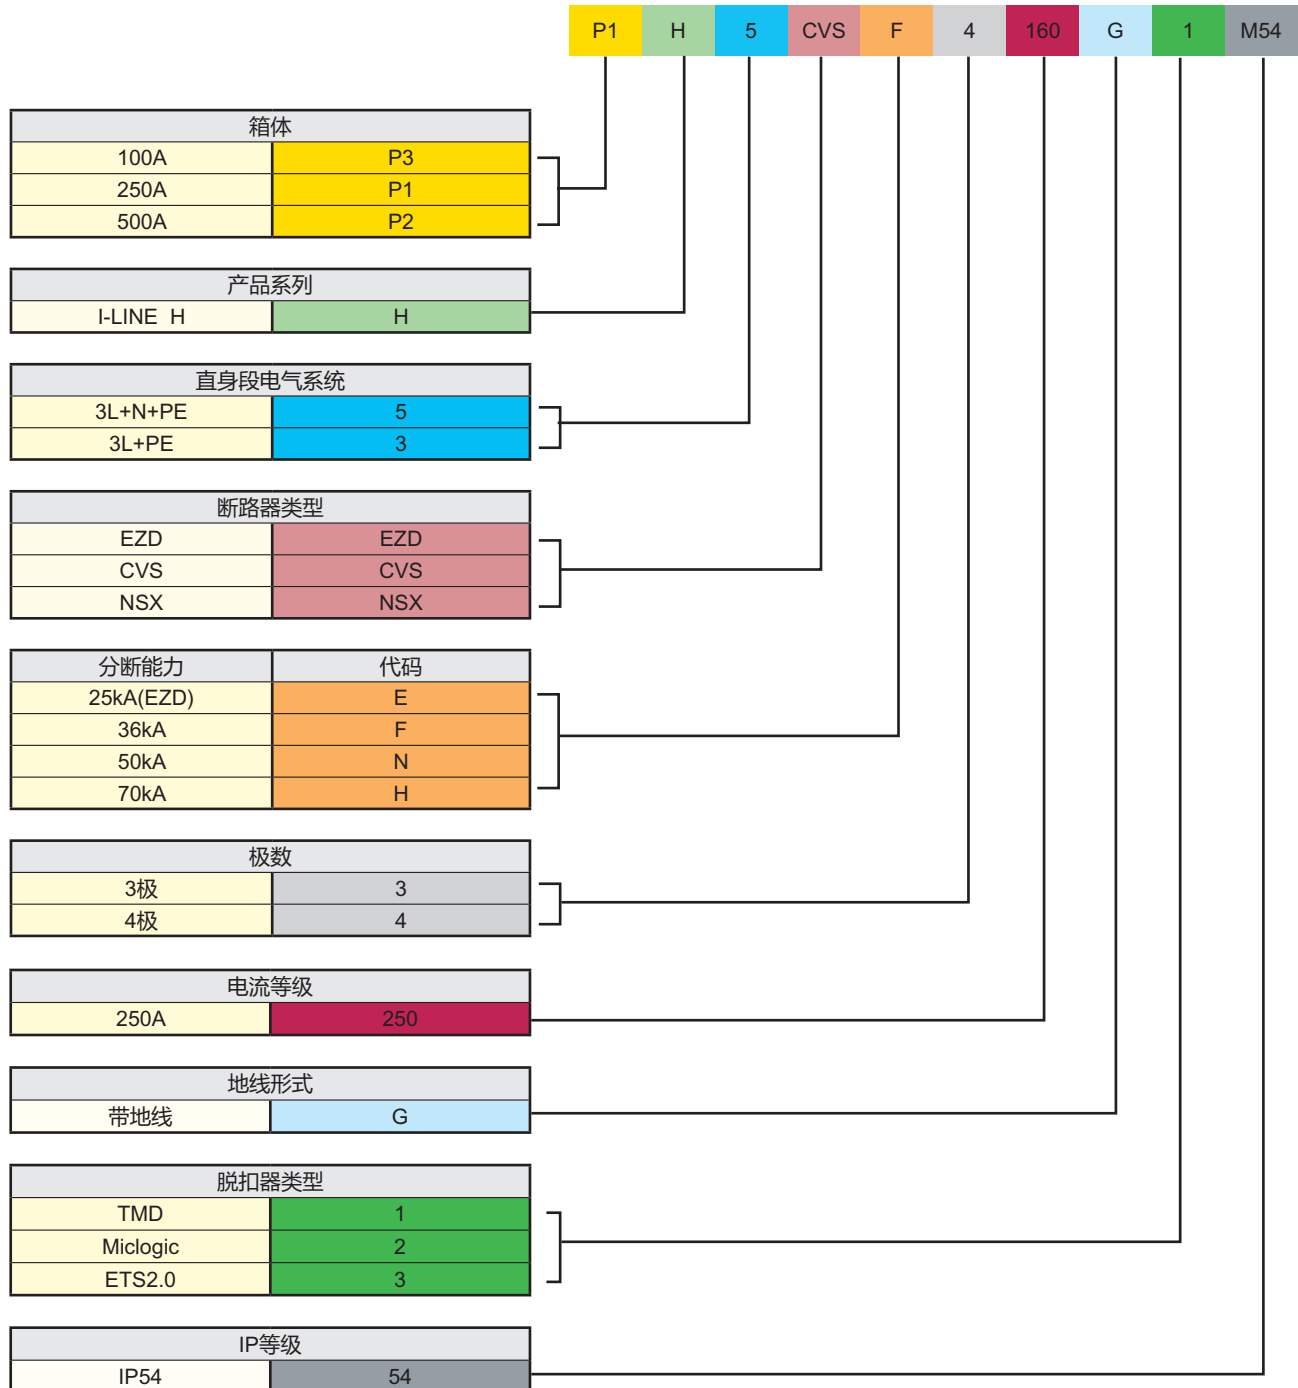 P1 H 5 CVS F 4 160 G 1 M54
箱体
100A P3
250A P1
500A P2
产品系列
I-LINE H H
直身段电气系统
3L+N+PE 5
3L+PE 3
断路器类型
EZD EZD
CVS CVS
NSX NSX
分断能力 代码
25kA(EZD) E
36kA F
50kA N
70kA H
极数
3极 3
4极 4
电流等级
250A 250
地线形式
带地线 G
脱扣器类型
TMD 1
Miclogic 2
ETS2.0 3
IP等级
IP54 54